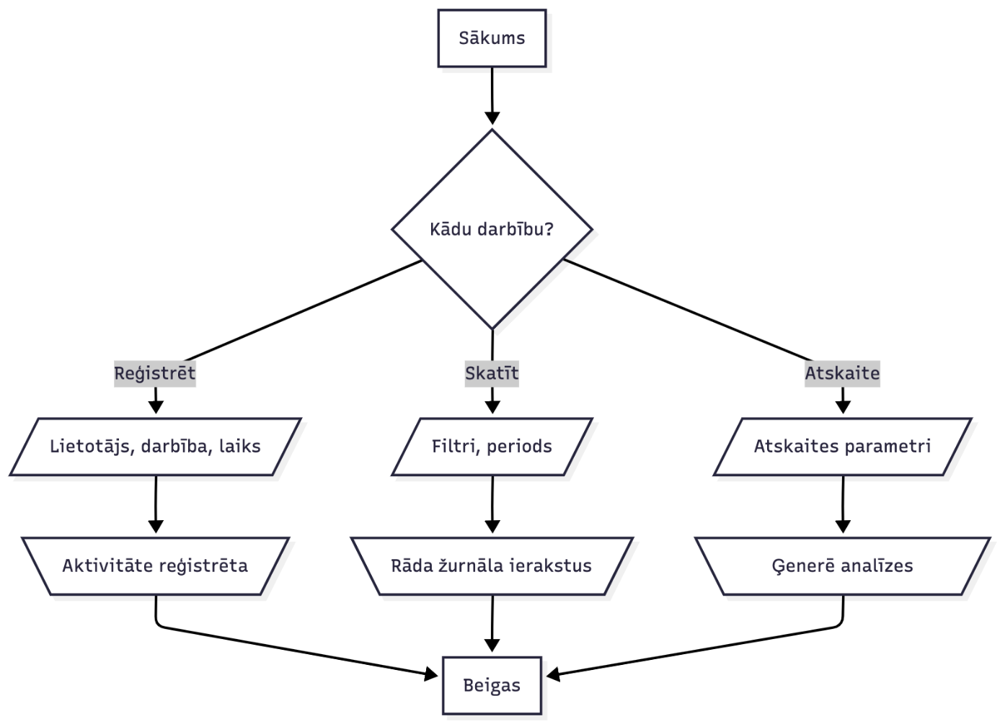 Sākums
Kādu darbību?
Reģistrēt
Skatīt
Atskaite
Lietotājs, darbība, laiks
Filtri, periods
Atskaites parametri
Aktivitāte reģistrēta
Rāda žurnāla ierakstus
Ģenerē analīzes
Beigas